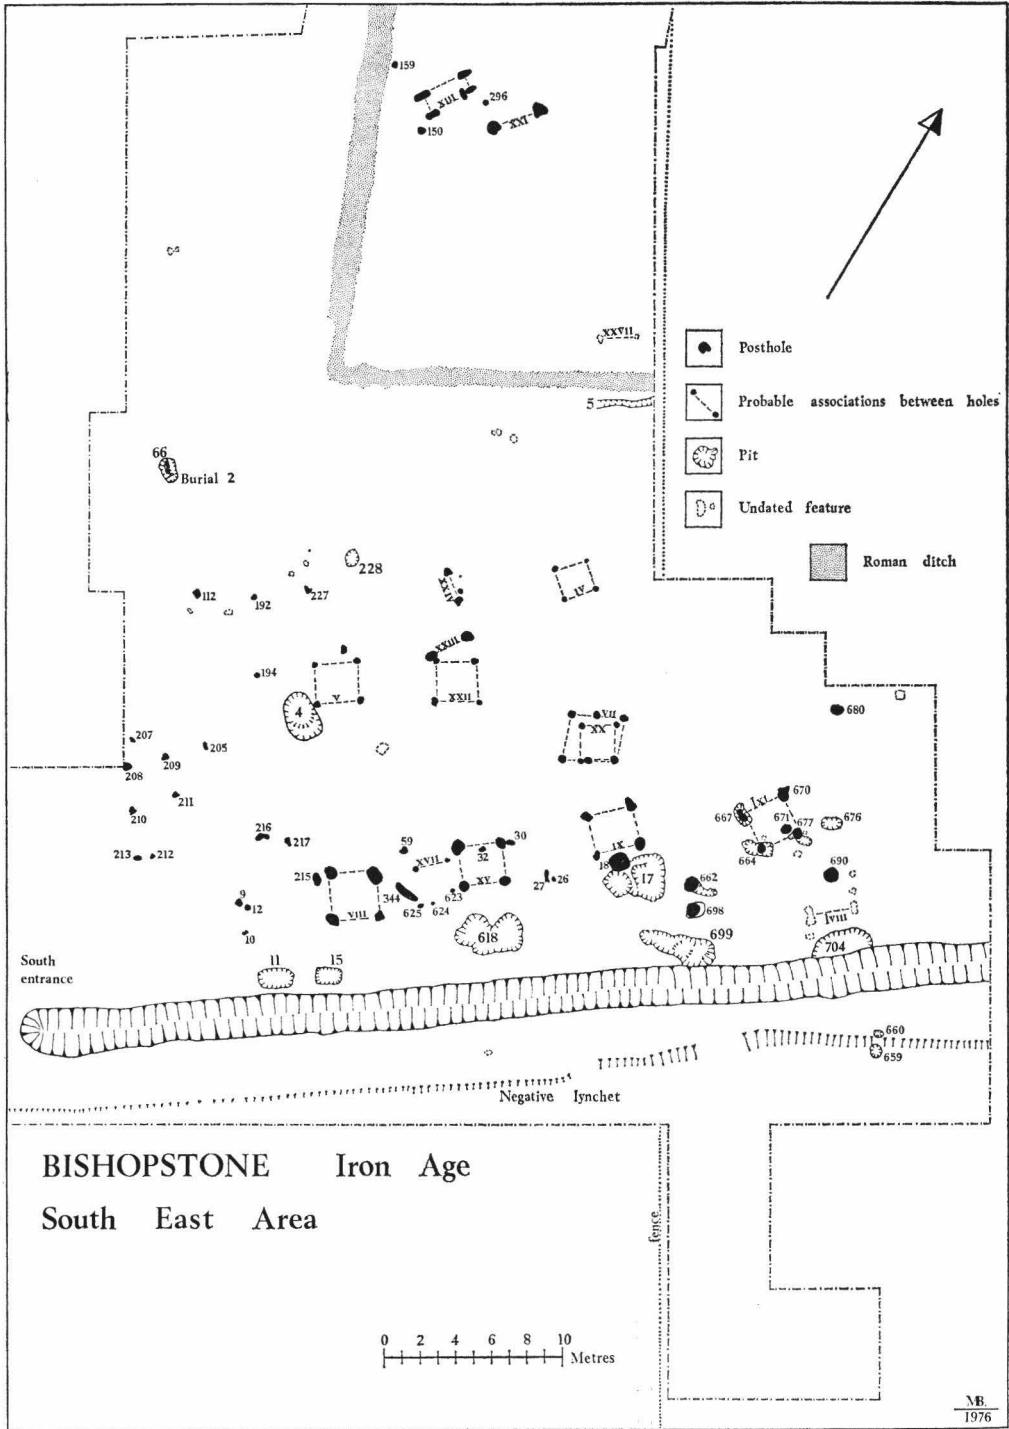 159
XIII
296
XXI
150
XXVII
Posthole
5
Probable associations between holes
Pit
Undated feature
Roman ditch
66
Burial 2
228
112
192
227
XXIV
IV
XXIII
194
V
XXII
4
680
VII
XX
207
205
209
208
211
210
670
IXI
667
671
677
676
664
216
217
59
30
213
212
XVII
32
IX
18
17
690
215
XV
27
26
662
344
623
9
12
VIII
625
624
698
IVIII
10
618
699
704
South
entrance
11
15
660
659
Negative lynchet
BISHOPSTONE Iron Age
South East Area
fence
0 2 4 6 8 10
Metres
MB.
1976